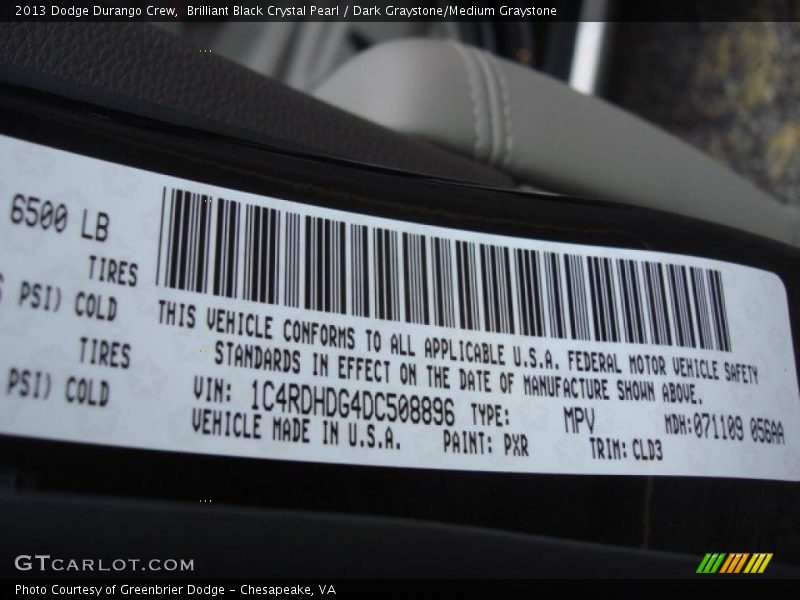 2013 Dodge Durango Crew,  Brilliant Black Crystal Pearl / Dark Graystone/Medium Graystone
6500 LB
TIRES
PSI) COLD
TIRES
PSI) COLD
THIS VEHICLE CONFORMS TO ALL APPLICABLE U.S.A. FEDERAL MOTOR VEHICLE SAFETY
STANDARDS IN EFFECT ON THE DATE OF MANUFACTURE SHOWN ABOVE.
VIN: 1C4RDHDG4DC508896 TYPE: MPV MDH:071109 056AA
VEHICLE MADE IN U.S.A. PAINT: PXR TRIM: CLD3
GTCARLOT.COM
Photo Courtesy of Greenbrier Dodge - Chesapeake, VA